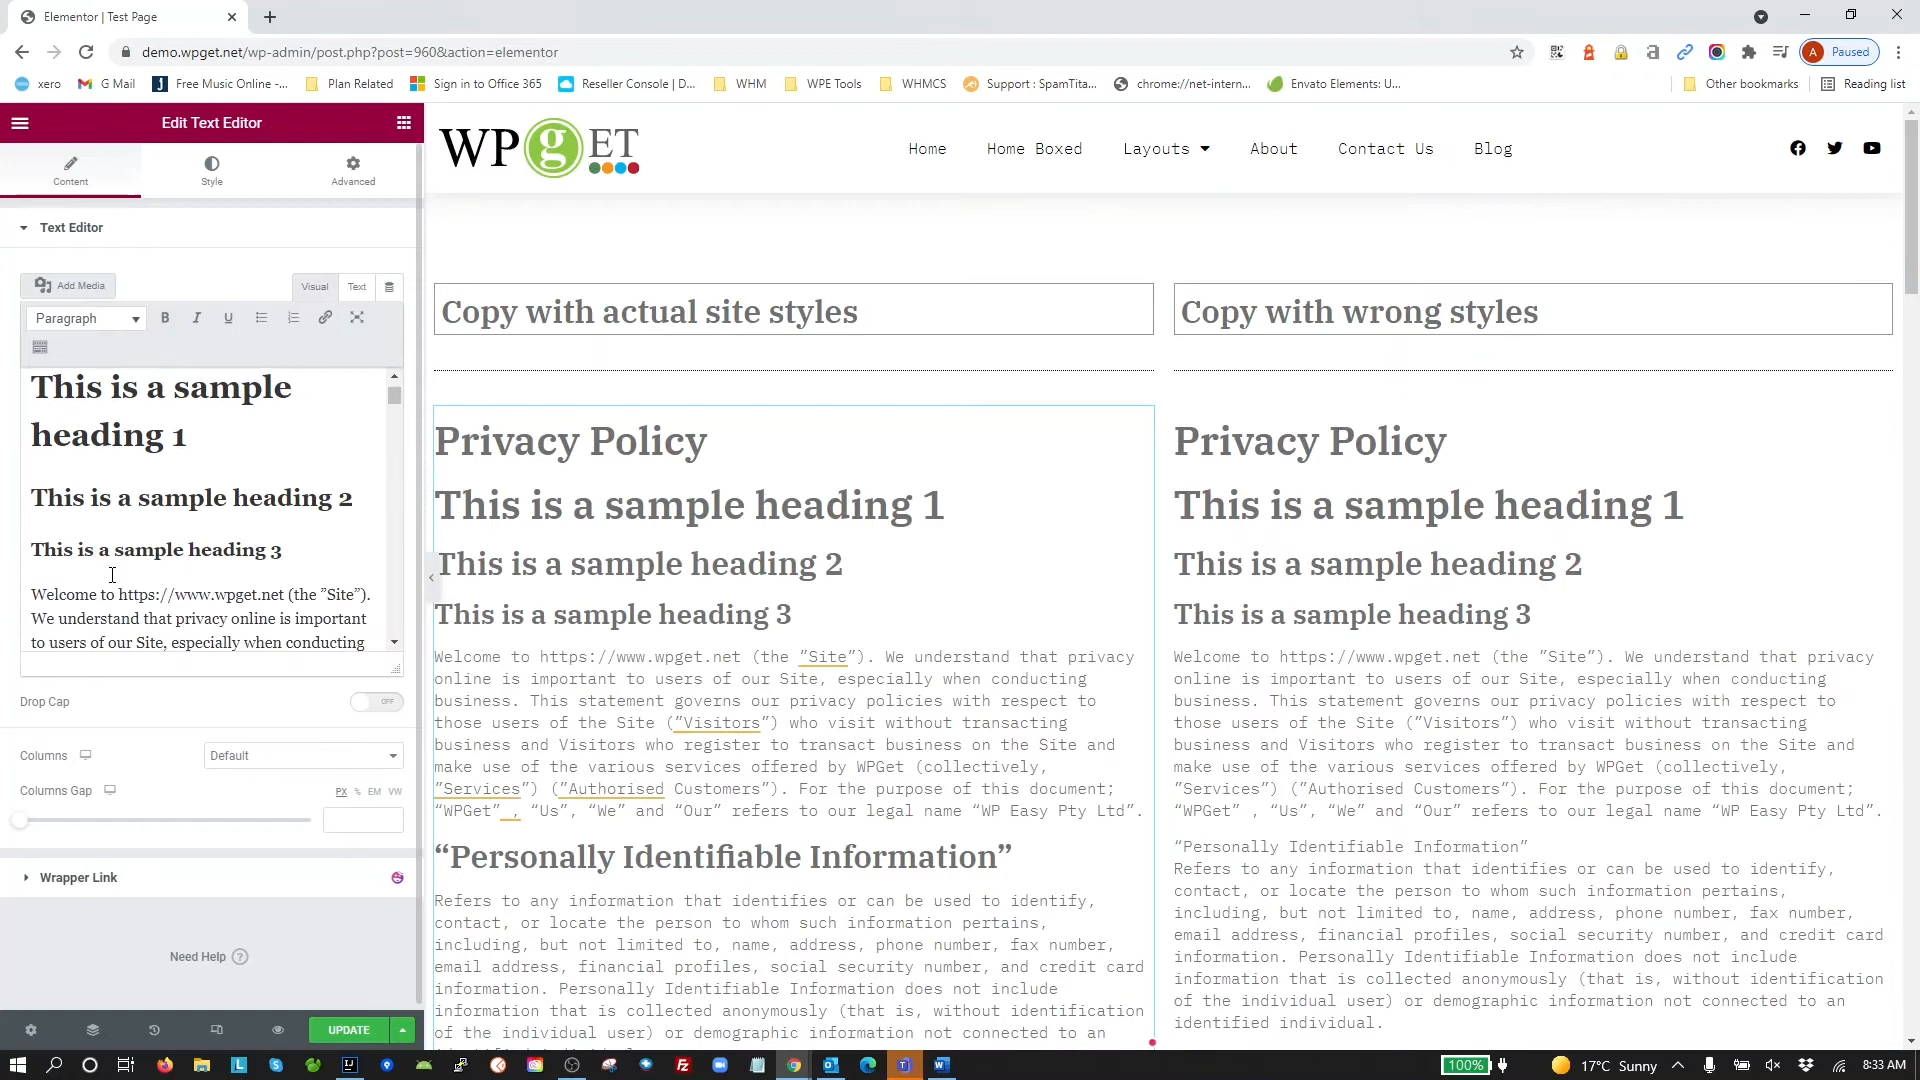 Elementor | Test Page
demo.wpget.net/wp-admin/post.php?post=960&action=elementor
A Paused
xero
G Mail
Free Music Online -...
Plan Related
Sign in to Office 365
Reseller Console | D...
WHM
WPE Tools
WHMCS
Support : SpamTita...
chrome://net-intern...
Envato Elements: U...
Other bookmarks
Reading list
Edit Text Editor
Content
Style
Advanced
Text Editor
Add Media
Visual
Text
Paragraph
B I U
This is a sample
heading 1
This is a sample heading 2
This is a sample heading 3
Welcome to https://www.wpget.net (the ”Site”).
We understand that privacy online is important
to users of our Site, especially when conducting
Drop Cap
OFF
Columns
Default
Columns Gap
PX % EM VW
Wrapper Link
Need Help ?
UPDATE
WPgET
Home
Home Boxed
Layouts
About
Contact Us
Blog
Copy with actual site styles
Privacy Policy
This is a sample heading 1
This is a sample heading 2
This is a sample heading 3
Welcome to https://www.wpget.net (the ”Site”). We understand that privacy
online is important to users of our Site, especially when conducting
business. This statement governs our privacy policies with respect to
those users of the Site (”Visitors”) who visit without transacting
business and Visitors who register to transact business on the Site and
make use of the various services offered by WPGet (collectively,
”Services”) (”Authorised Customers”). For the purpose of this document;
“WPGet” , “Us”, “We” and “Our” refers to our legal name “WP Easy Pty Ltd”.
“Personally Identifiable Information”
Refers to any information that identifies or can be used to identify,
contact, or locate the person to whom such information pertains,
including, but not limited to, name, address, phone number, fax number,
email address, financial profiles, social security number, and credit card
information. Personally Identifiable Information does not include
information that is collected anonymously (that is, without identification
of the individual user) or demographic information not connected to an
Copy with wrong styles
Privacy Policy
This is a sample heading 1
This is a sample heading 2
This is a sample heading 3
Welcome to https://www.wpget.net (the ”Site”). We understand that privacy
online is important to users of our Site, especially when conducting
business. This statement governs our privacy policies with respect to
those users of the Site (”Visitors”) who visit without transacting
business and Visitors who register to transact business on the Site and
make use of the various services offered by WPGet (collectively,
”Services”) (”Authorised Customers”). For the purpose of this document;
“WPGet” , “Us”, “We” and “Our” refers to our legal name “WP Easy Pty Ltd”.
“Personally Identifiable Information”
Refers to any information that identifies or can be used to identify,
contact, or locate the person to whom such information pertains,
including, but not limited to, name, address, phone number, fax number,
email address, financial profiles, social security number, and credit card
information. Personally Identifiable Information does not include
information that is collected anonymously (that is, without identification
of the individual user) or demographic information not connected to an
identified individual.
100%
17°C Sunny
8:33 AM